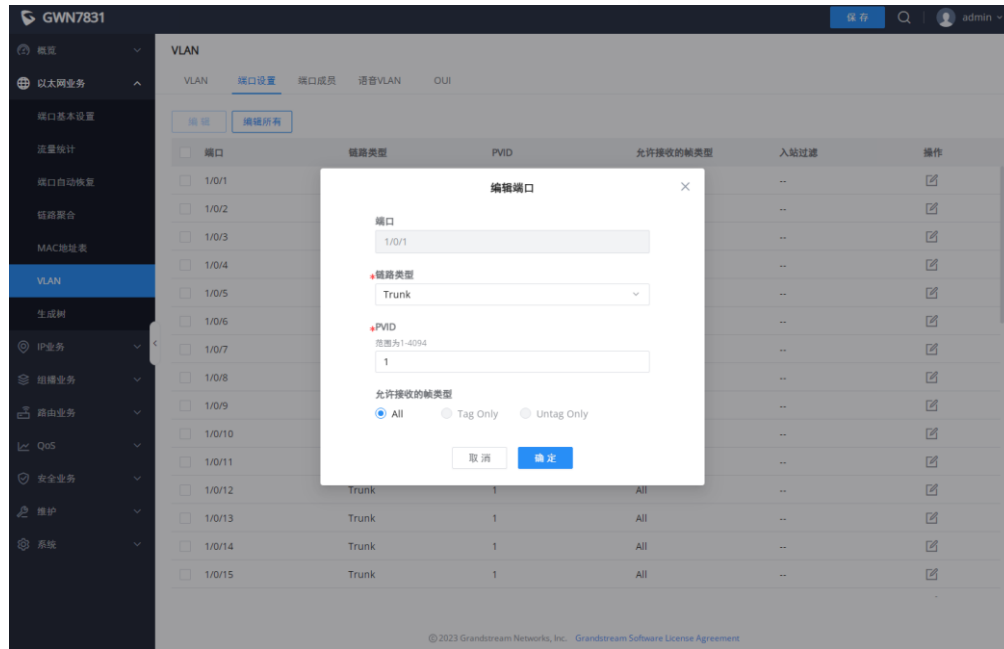 GWN7831
保存
admin
概览
以太网业务
端口基本设置
流量统计
端口自动恢复
链路聚合
MAC地址表
VLAN
生成树
IP业务
组播业务
路由业务
QoS
安全业务
维护
系统
VLAN
VLAN 端口设置 端口成员 语音VLAN OUI
编辑 编辑所有
端口 链路类型 PVID 允许接收的帧类型 入站过滤 操作
1/0/1 --
1/0/2 --
1/0/3 --
1/0/4 --
1/0/5 --
1/0/6 --
1/0/7 --
1/0/8 --
1/0/9 --
1/0/10 --
1/0/11 --
1/0/12 Trunk 1 All --
1/0/13 Trunk 1 All --
1/0/14 Trunk 1 All --
1/0/15 Trunk 1 All --
编辑端口
端口
1/0/1
*链路类型
Trunk
*PVID
范围为1-4094
1
允许接收的帧类型
All Tag Only Untag Only
取消 确定
©2023 Grandstream Networks, Inc. Grandstream Software License Agreement